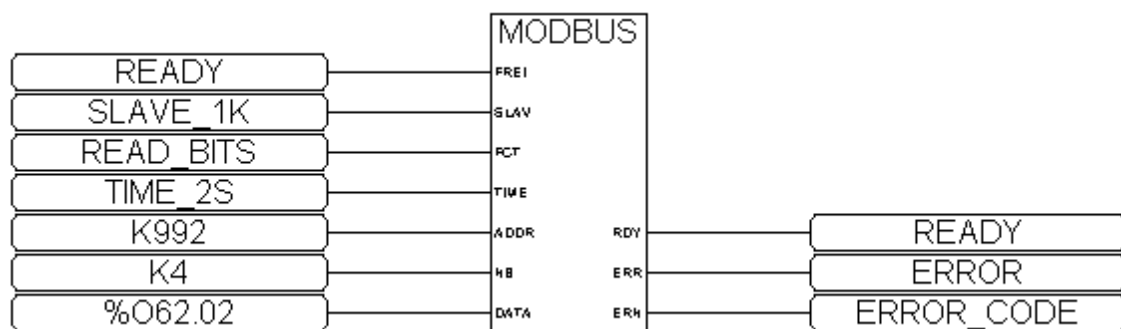 MODBUS
READY FREI
SLAVE_1K SLAV
READ_BITS FCT
TIME_2S TIME
K992 ADDR RDY READY
K4 NB ERR ERROR
%O62.02 DATA ERN ERROR_CODE